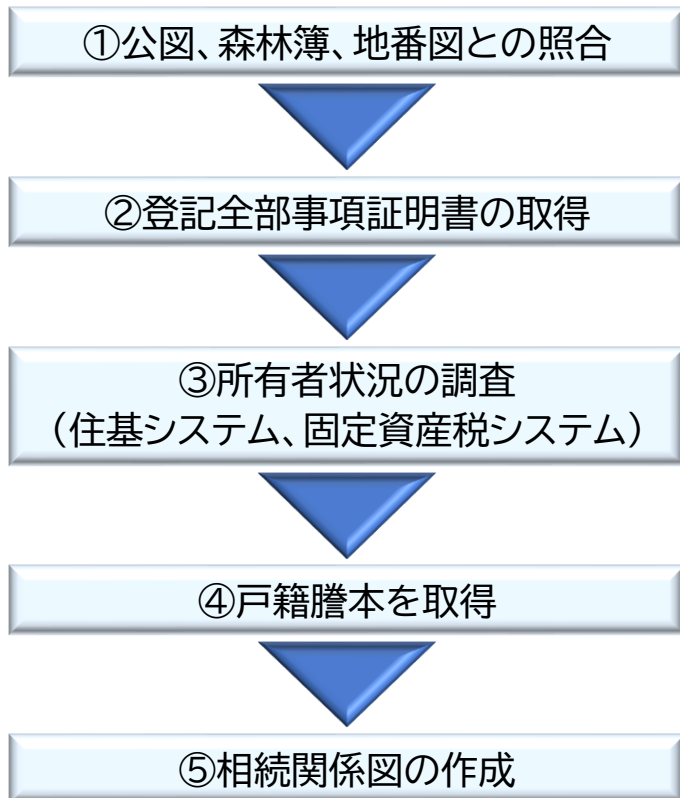 ①公図、森林簿、地番図との照合
②登記全部事項証明書の取得
③所有者状況の調査
（住基システム、固定資産税システム）
④戸籍謄本を取得
⑤相続関係図の作成